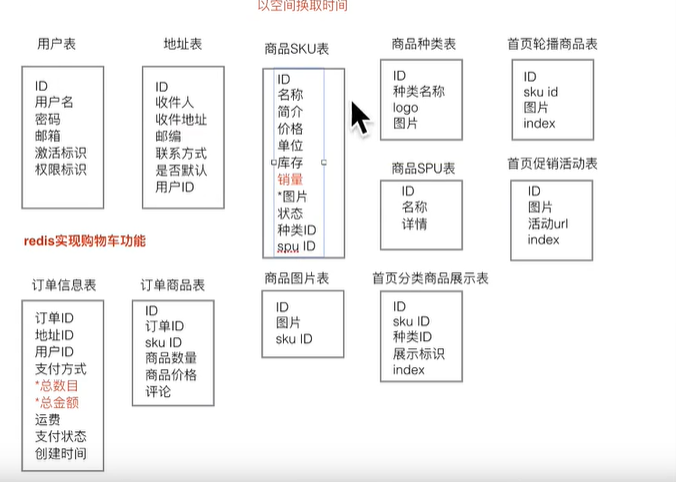 以空间换取时间
用户表
ID
用户名
密码
邮箱
激活标识
权限标识
地址表
ID
收件人
收件地址
邮编
联系方式
是否默认
用户ID
商品SKU表
ID
名称
简介
价格
单位
库存
销量
*图片
状态
种类ID
spu ID
商品种类表
ID
种类名称
logo
图片
首页轮播商品表
ID
sku id
图片
index
商品SPU表
ID
名称
详情
首页促销活动表
ID
图片
活动url
index
redis实现购物车功能
订单信息表
订单ID
地址ID
用户ID
支付方式
*总数目
*总金额
运费
支付状态
创建时间
订单商品表
ID
订单ID
sku ID
商品数量
商品价格
评论
商品图片表
ID
图片
sku ID
首页分类商品展示表
ID
sku ID
种类ID
展示标识
index